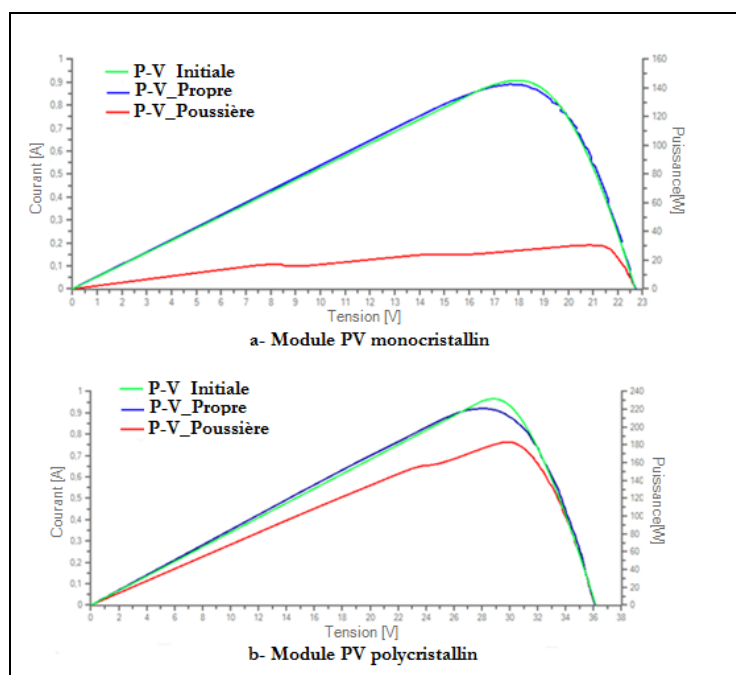 P-V_Initiale
P-V_Propre
P-V_Poussière
Courant [A]
1
0,9
0,8
0,7
0,6
0,5
0,4
0,3
0,2
0,1
0
160
140
120
100
80
60
40
20
0
Puissance[W]
0 1 2 3 4 5 6 7 8 9 10 11 12 13 14 15 16 17 18 19 20 21 22 23
Tension [V]
a- Module PV monocristallin
P-V_Initiale
P-V_Propre
P-V_Poussière
Courant [A]
1
0,9
0,8
0,7
0,6
0,5
0,4
0,3
0,2
0,1
0
240
220
200
180
160
140
120
100
80
60
40
20
0
Puissance[W]
0 2 4 6 8 10 12 14 16 18 20 22 24 26 28 30 32 34 36 38
Tension [V]
b- Module PV polycristallin